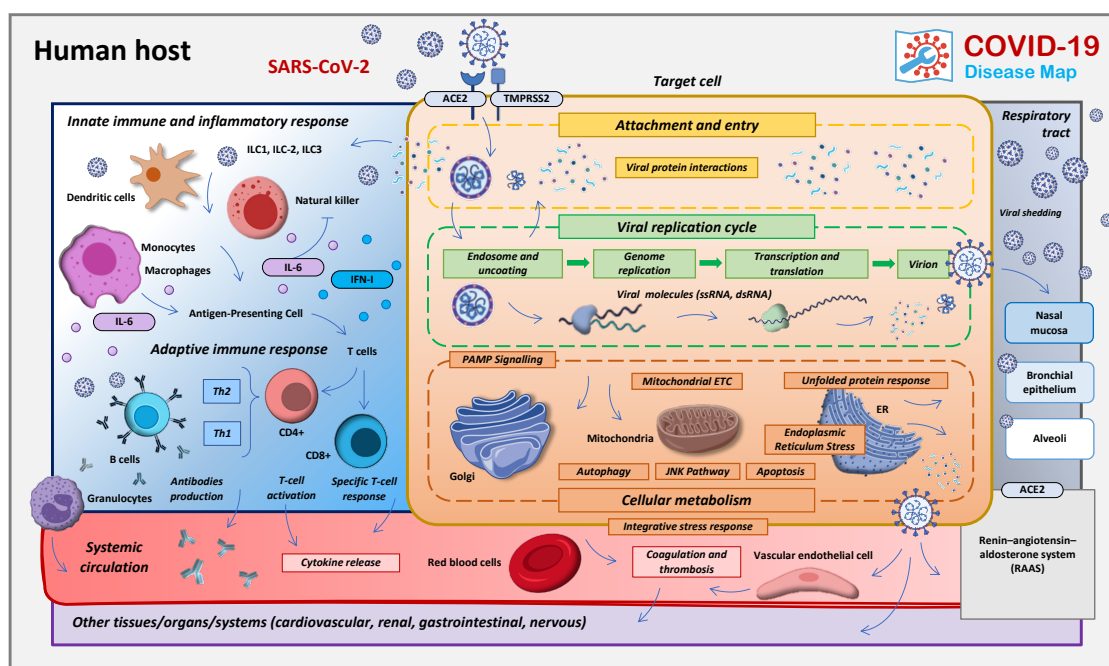 Human host
SARS-CoV-2
COVID-19
Disease Map
Target cell
ACE2
TMPRSS2
Innate immune and inflammatory response
ILC1, ILC-2, ILC3
Dendritic cells
Natural killer
Monocytes
Macrophages
IL-6
IFN-I
IL-6
Antigen-Presenting Cell
Adaptive immune response
T cells
Th2
Th1
CD4+
CD8+
B cells
Granulocytes
Antibodies
production
T-cell
activation
Specific T-cell
response
Attachment and entry
Viral protein interactions
Viral replication cycle
Endosome and
uncoating
Genome
replication
Transcription and
translation
Virion
Viral molecules (ssRNA, dsRNA)
PAMP Signalling
Mitochondrial ETC
Unfolded protein response
ER
Mitochondria
Endoplasmic
Reticulum Stress
Golgi
Autophagy
JNK Pathway
Apoptosis
Cellular metabolism
Integrative stress response
Respiratory
tract
Viral shedding
Nasal
mucosa
Bronchial
epithelium
Alveoli
ACE2
Renin–angiotensin–
aldosterone system
(RAAS)
Systemic
circulation
Cytokine release
Red blood cells
Coagulation and
thrombosis
Vascular endothelial cell
Other tissues/organs/systems (cardiovascular, renal, gastrointestinal, nervous)